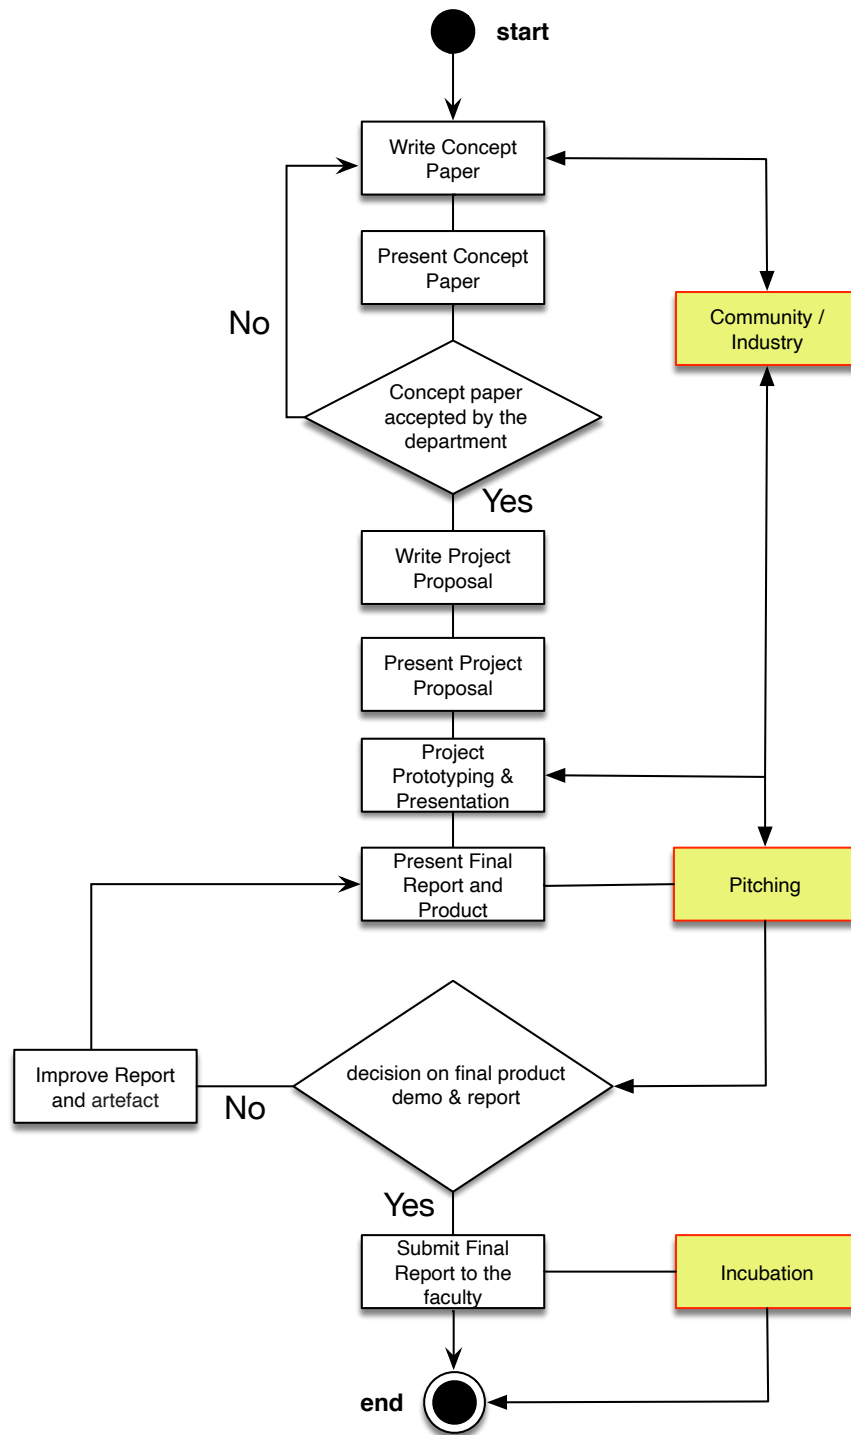 start
Write Concept
Paper
Present Concept
Paper
No
Community /
Industry
Concept paper
accepted by the
department
Yes
Write Project
Proposal
Present Project
Proposal
Project
Prototyping &
Presentation
Present Final
Report and
Product
Pitching
Improve Report
and artefact
No
decision on final product
demo & report
Yes
Submit Final
Report to the
faculty
Incubation
end